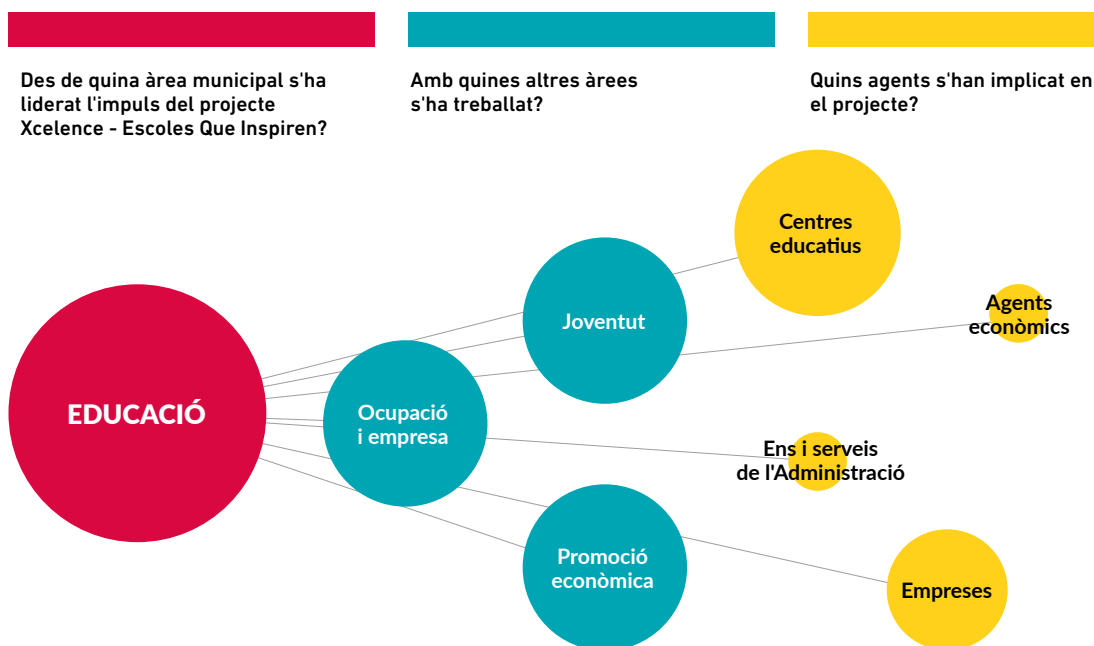 Des de quina àrea municipal s'ha
liderat l'impuls del projecte
Xcelence - Escoles Que Inspiren?
Amb quines altres àrees
s'ha treballat?
Quins agents s'han implicat en
el projecte?
Centres
educatius
Agents
econòmics
Joventut
EDUCACIÓ
Ocupació
i empresa
Ens i serveis
de l'Administració
Promoció
econòmica
Empreses